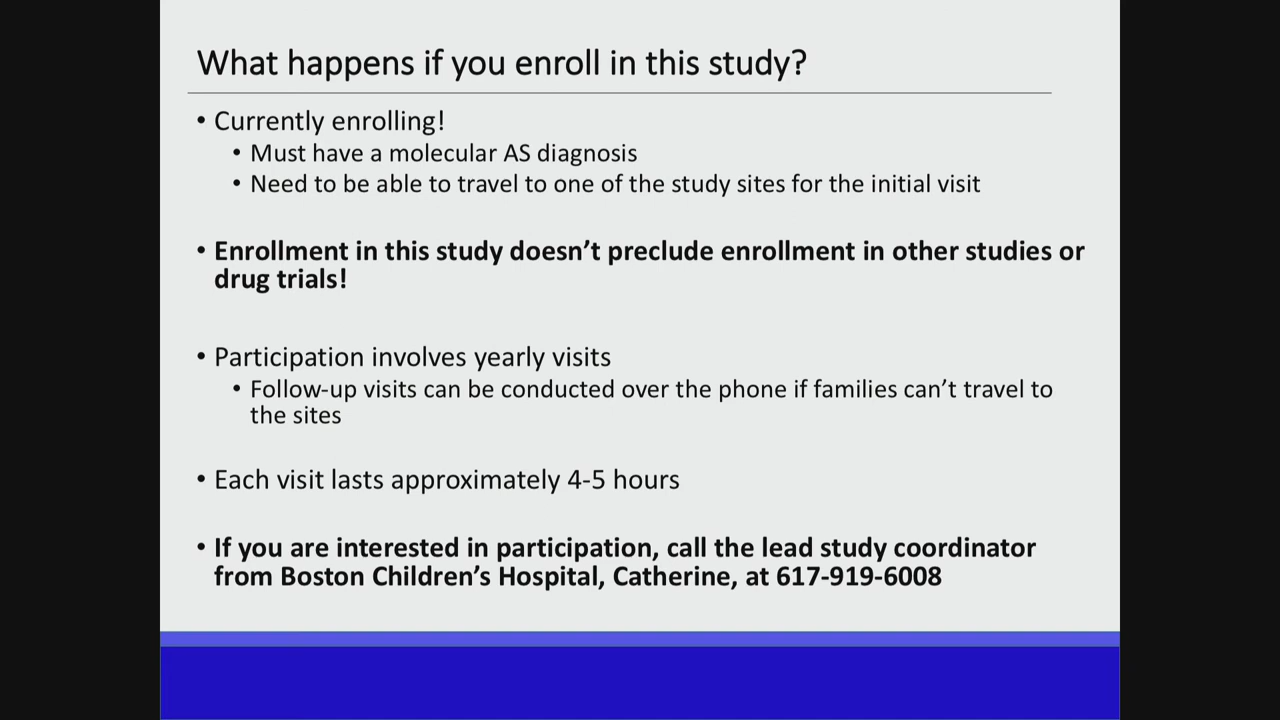 What happens if you enroll in this study?
• Currently enrolling!
• Must have a molecular AS diagnosis
• Need to be able to travel to one of the study sites for the initial visit
• Enrollment in this study doesn’t preclude enrollment in other studies or
drug trials!
• Participation involves yearly visits
• Follow-up visits can be conducted over the phone if families can’t travel to
the sites
• Each visit lasts approximately 4-5 hours
• If you are interested in participation, call the lead study coordinator
from Boston Children’s Hospital, Catherine, at 617-919-6008